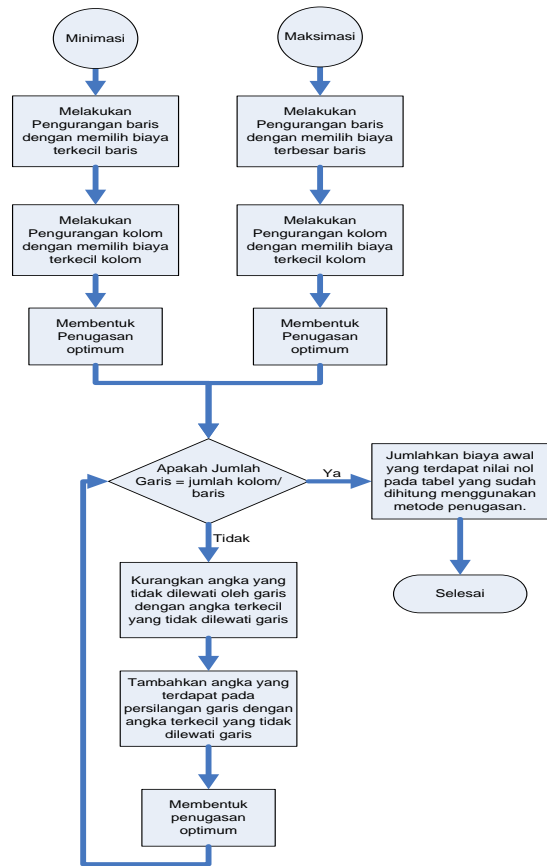 Minimasi
Maksimasi
Melakukan
Pengurangan baris
dengan memilih biaya
terkecil baris
Melakukan
Pengurangan baris
dengan memilih biaya
terbesar baris
Melakukan
Pengurangan kolom
dengan memilih biaya
terkecil kolom
Melakukan
Pengurangan kolom
dengan memilih biaya
terkecil kolom
Membentuk
Penugasan
optimum
Membentuk
Penugasan
optimum
Apakah Jumlah
Garis = jumlah kolom/
baris
Ya
Jumlahkan biaya awal
yang terdapat nilai nol
pada tabel yang sudah
dihitung menggunakan
metode penugasan.
Tidak
Selesai
Kurangkan angka yang
tidak dilewati oleh garis
dengan angka terkecil
yang tidak dilewati garis
Tambahkan angka yang
terdapat pada
persilangan garis dengan
angka terkecil yang tidak
dilewati garis
Membentuk
penugasan
optimum